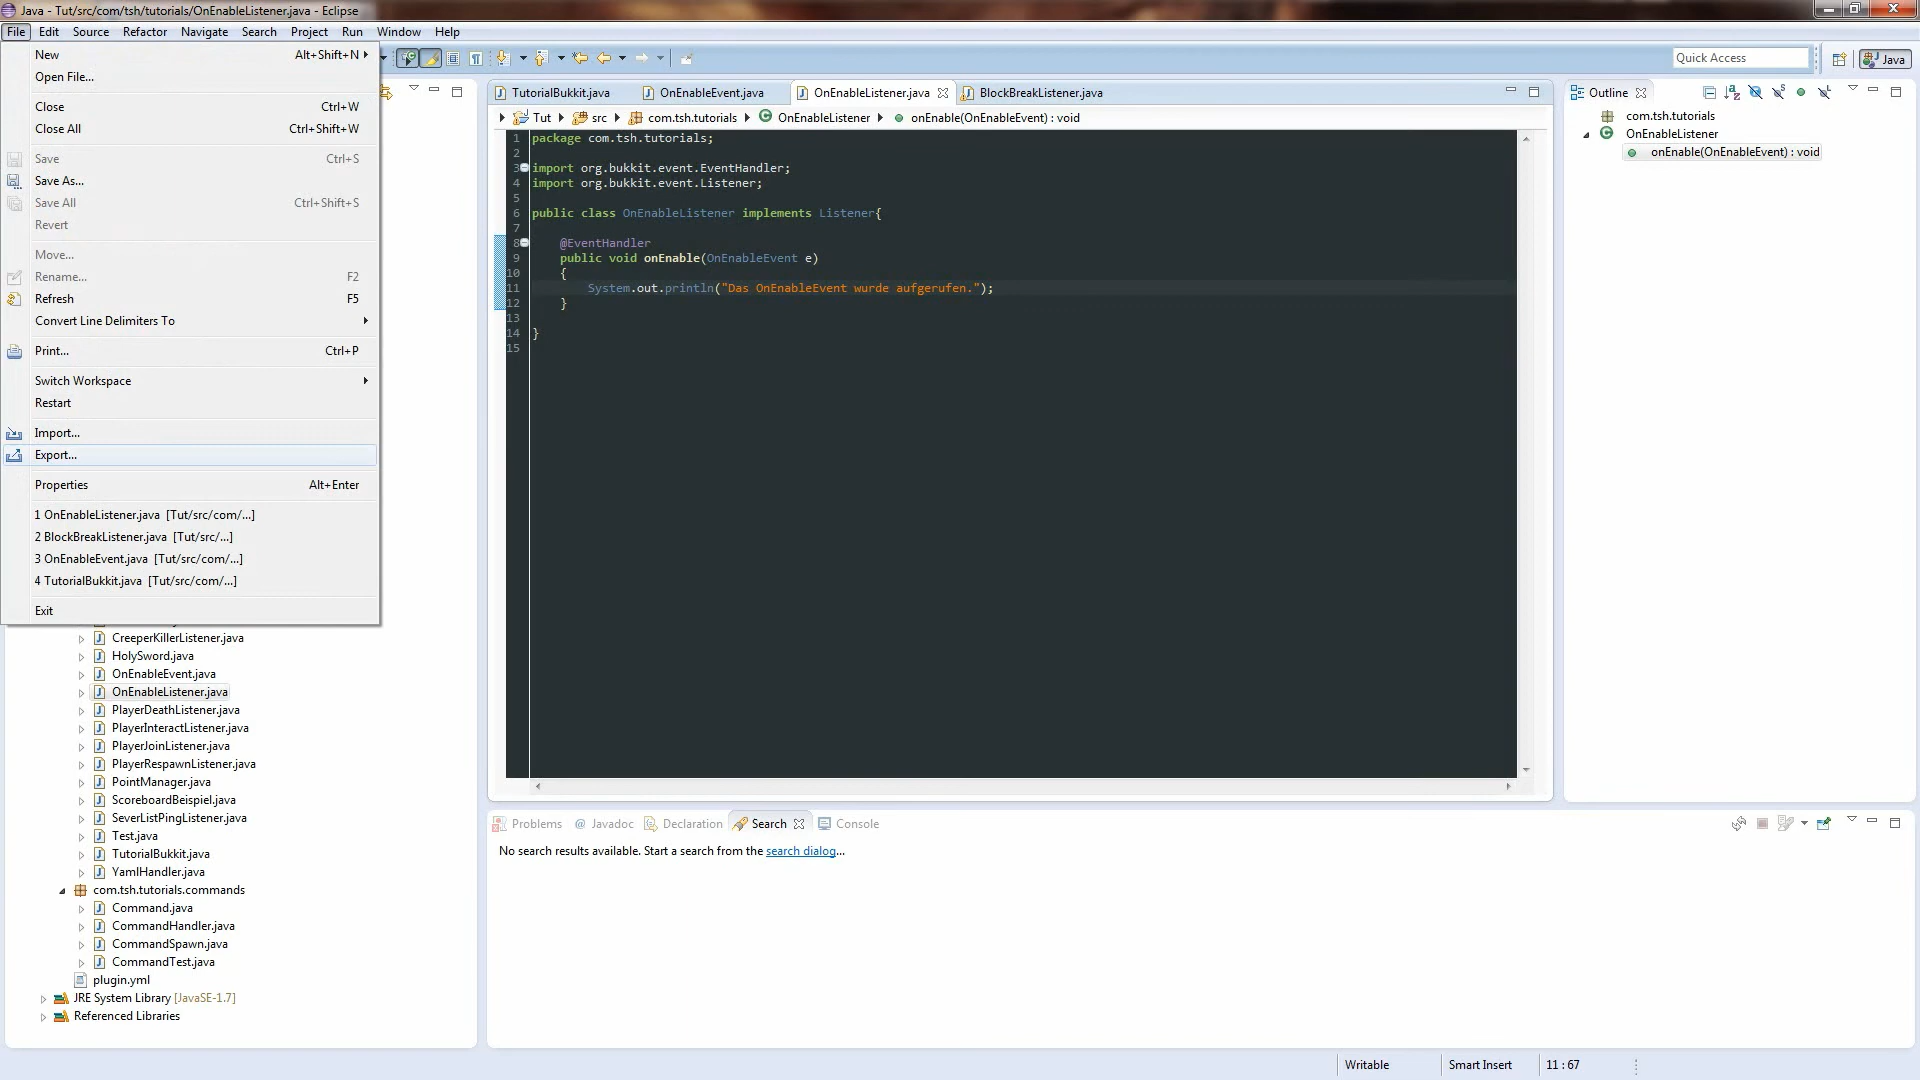 Java - Tut/src/com/tsh/tutorials/OnEnableListener.java - Eclipse
File Edit Source Refactor Navigate Search Project Run Window Help
Quick Access Java
New Alt+Shift+N
Open File...
Close Ctrl+W
Close All Ctrl+Shift+W
Save Ctrl+S
Save As...
Save All Ctrl+Shift+S
Revert
Move...
Rename... F2
Refresh F5
Convert Line Delimiters To
Print... Ctrl+P
Switch Workspace
Restart
Import...
Export...
Properties Alt+Enter
1 OnEnableListener.java [Tut/src/com/...]
2 BlockBreakListener.java [Tut/src/...]
3 OnEnableEvent.java [Tut/src/com/...]
4 TutorialBukkit.java [Tut/src/com/...]
Exit
CreeperKillerListener.java
HolySword.java
OnEnableEvent.java
OnEnableListener.java
PlayerDeathListener.java
PlayerInteractListener.java
PlayerJoinListener.java
PlayerRespawnListener.java
PointManager.java
ScoreboardBeispiel.java
SeverListPingListener.java
Test.java
TutorialBukkit.java
YamlHandler.java
com.tsh.tutorials.commands
Command.java
CommandHandler.java
CommandSpawn.java
CommandTest.java
plugin.yml
JRE System Library [JavaSE-1.7]
Referenced Libraries
TutorialBukkit.java OnEnableEvent.java OnEnableListener.java BlockBreakListener.java
Tut src com.tsh.tutorials OnEnableListener onEnable(OnEnableEvent) : void
1 package com.tsh.tutorials;
2
3 import org.bukkit.event.EventHandler;
4 import org.bukkit.event.Listener;
5
6 public class OnEnableListener implements Listener{
7
8 @EventHandler
9 public void onEnable(OnEnableEvent e)
10 {
11 System.out.println("Das OnEnableEvent wurde aufgerufen.");
12 }
13
14 }
15
Outline
com.tsh.tutorials
OnEnableListener
onEnable(OnEnableEvent) : void
Problems @ Javadoc Declaration Search Console
No search results available. Start a search from the search dialog...
Writable Smart Insert 11 : 67